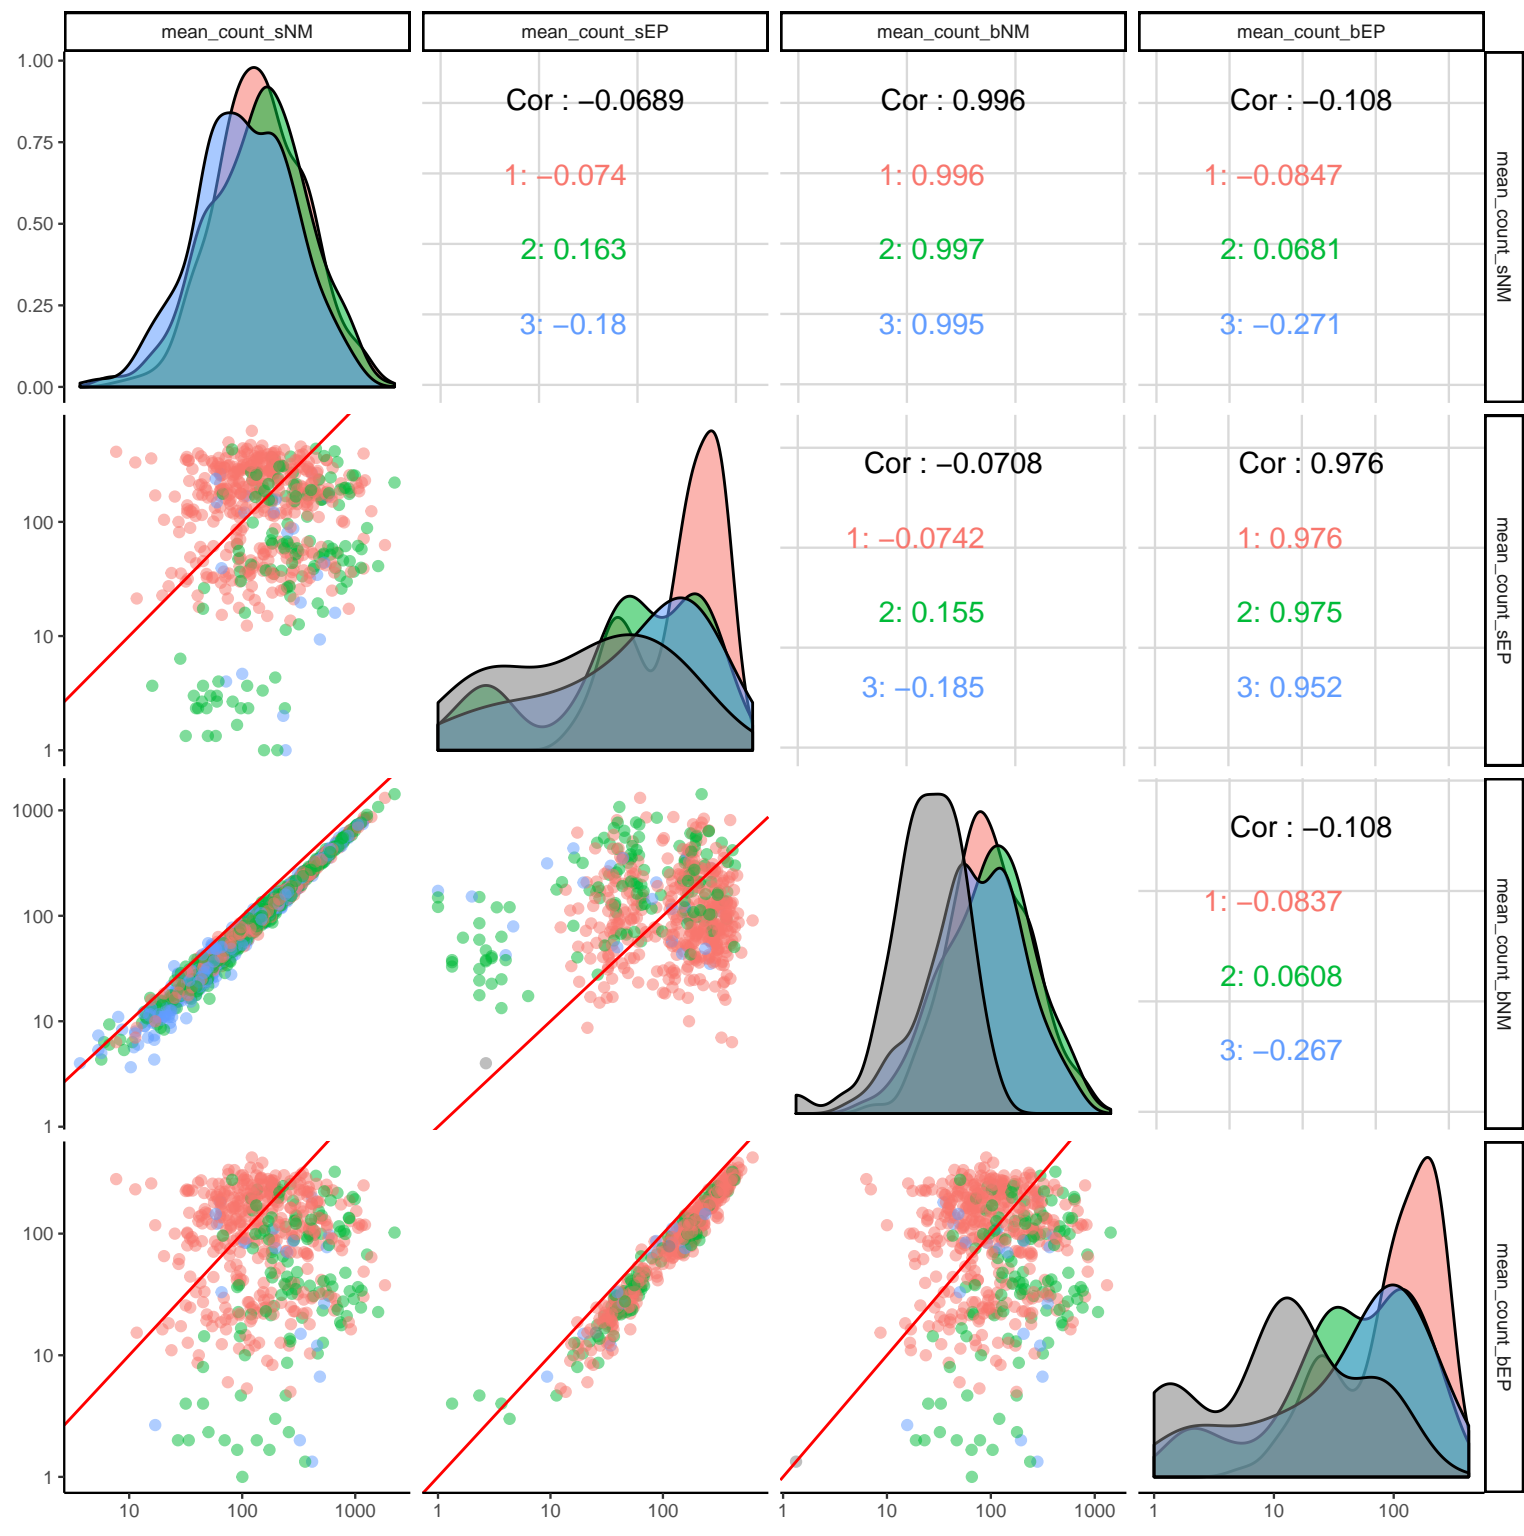 mean_count_sNM mean_count_sEP mean_count_bNM mean_count_bEP
1.00
0.75
0.50
0.25
0.00
Cor : −0.0689
1: −0.074
2: 0.163
3: −0.18
Cor : 0.996
1: 0.996
2: 0.997
3: 0.995
Cor : −0.108
1: −0.0847
2: 0.0681
3: −0.271
mean_count_sNM
100
10
1
Cor : −0.0708
1: −0.0742
2: 0.155
3: −0.185
Cor : 0.976
1: 0.976
2: 0.975
3: 0.952
mean_count_sEP
1000
100
10
1
Cor : −0.108
1: −0.0837
2: 0.0608
3: −0.267
mean_count_bNM
100
10
1
mean_count_bEP
10 100 1000 1 10 100 1 10 100 1000 1 10 100